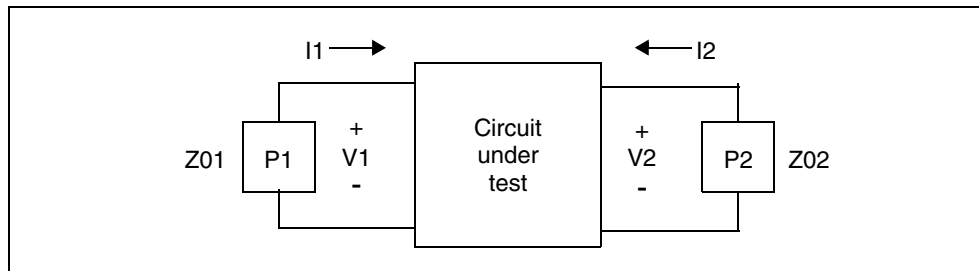 I1
I2
Z01
P1
+
V1
-
Circuit
under
test
+
V2
-
P2
Z02